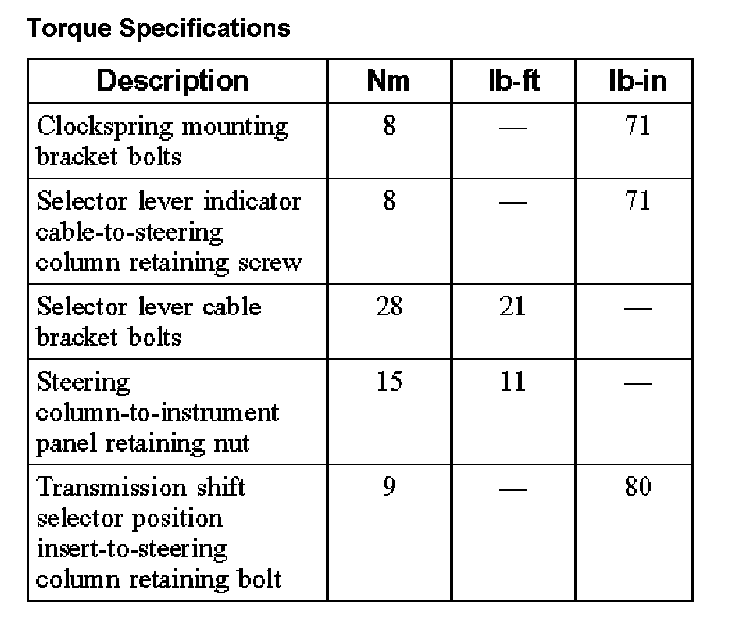 Torque Specifications
Description Nm lb-ft lb-in
Clockspring mounting 8 — 71
bracket bolts
Selector lever indicator 8 — 71
cable-to-steering
column retaining screw
Selector lever cable 28 21 —
bracket bolts
Steering 15 11 —
column-to-instrument
panel retaining nut
Transmission shift 9 — 80
selector position
insert-to-steering
column retaining bolt